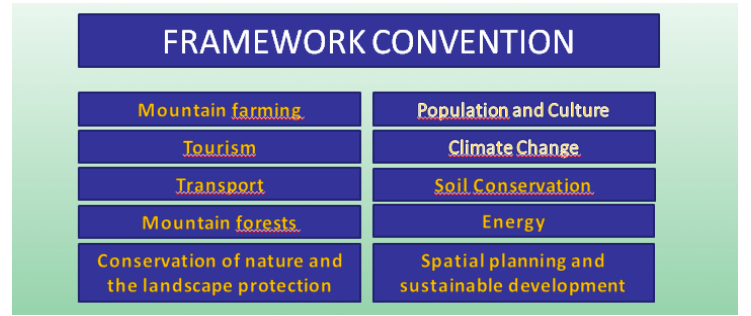 FRAMEWORK CONVENTION
Mountain farming
Population and Culture
Tourism
Climate Change
Transport
Soil Conservation
Mountain forests
Energy
Conservation of nature and
the landscape protection
Spatial planning and
sustainable development